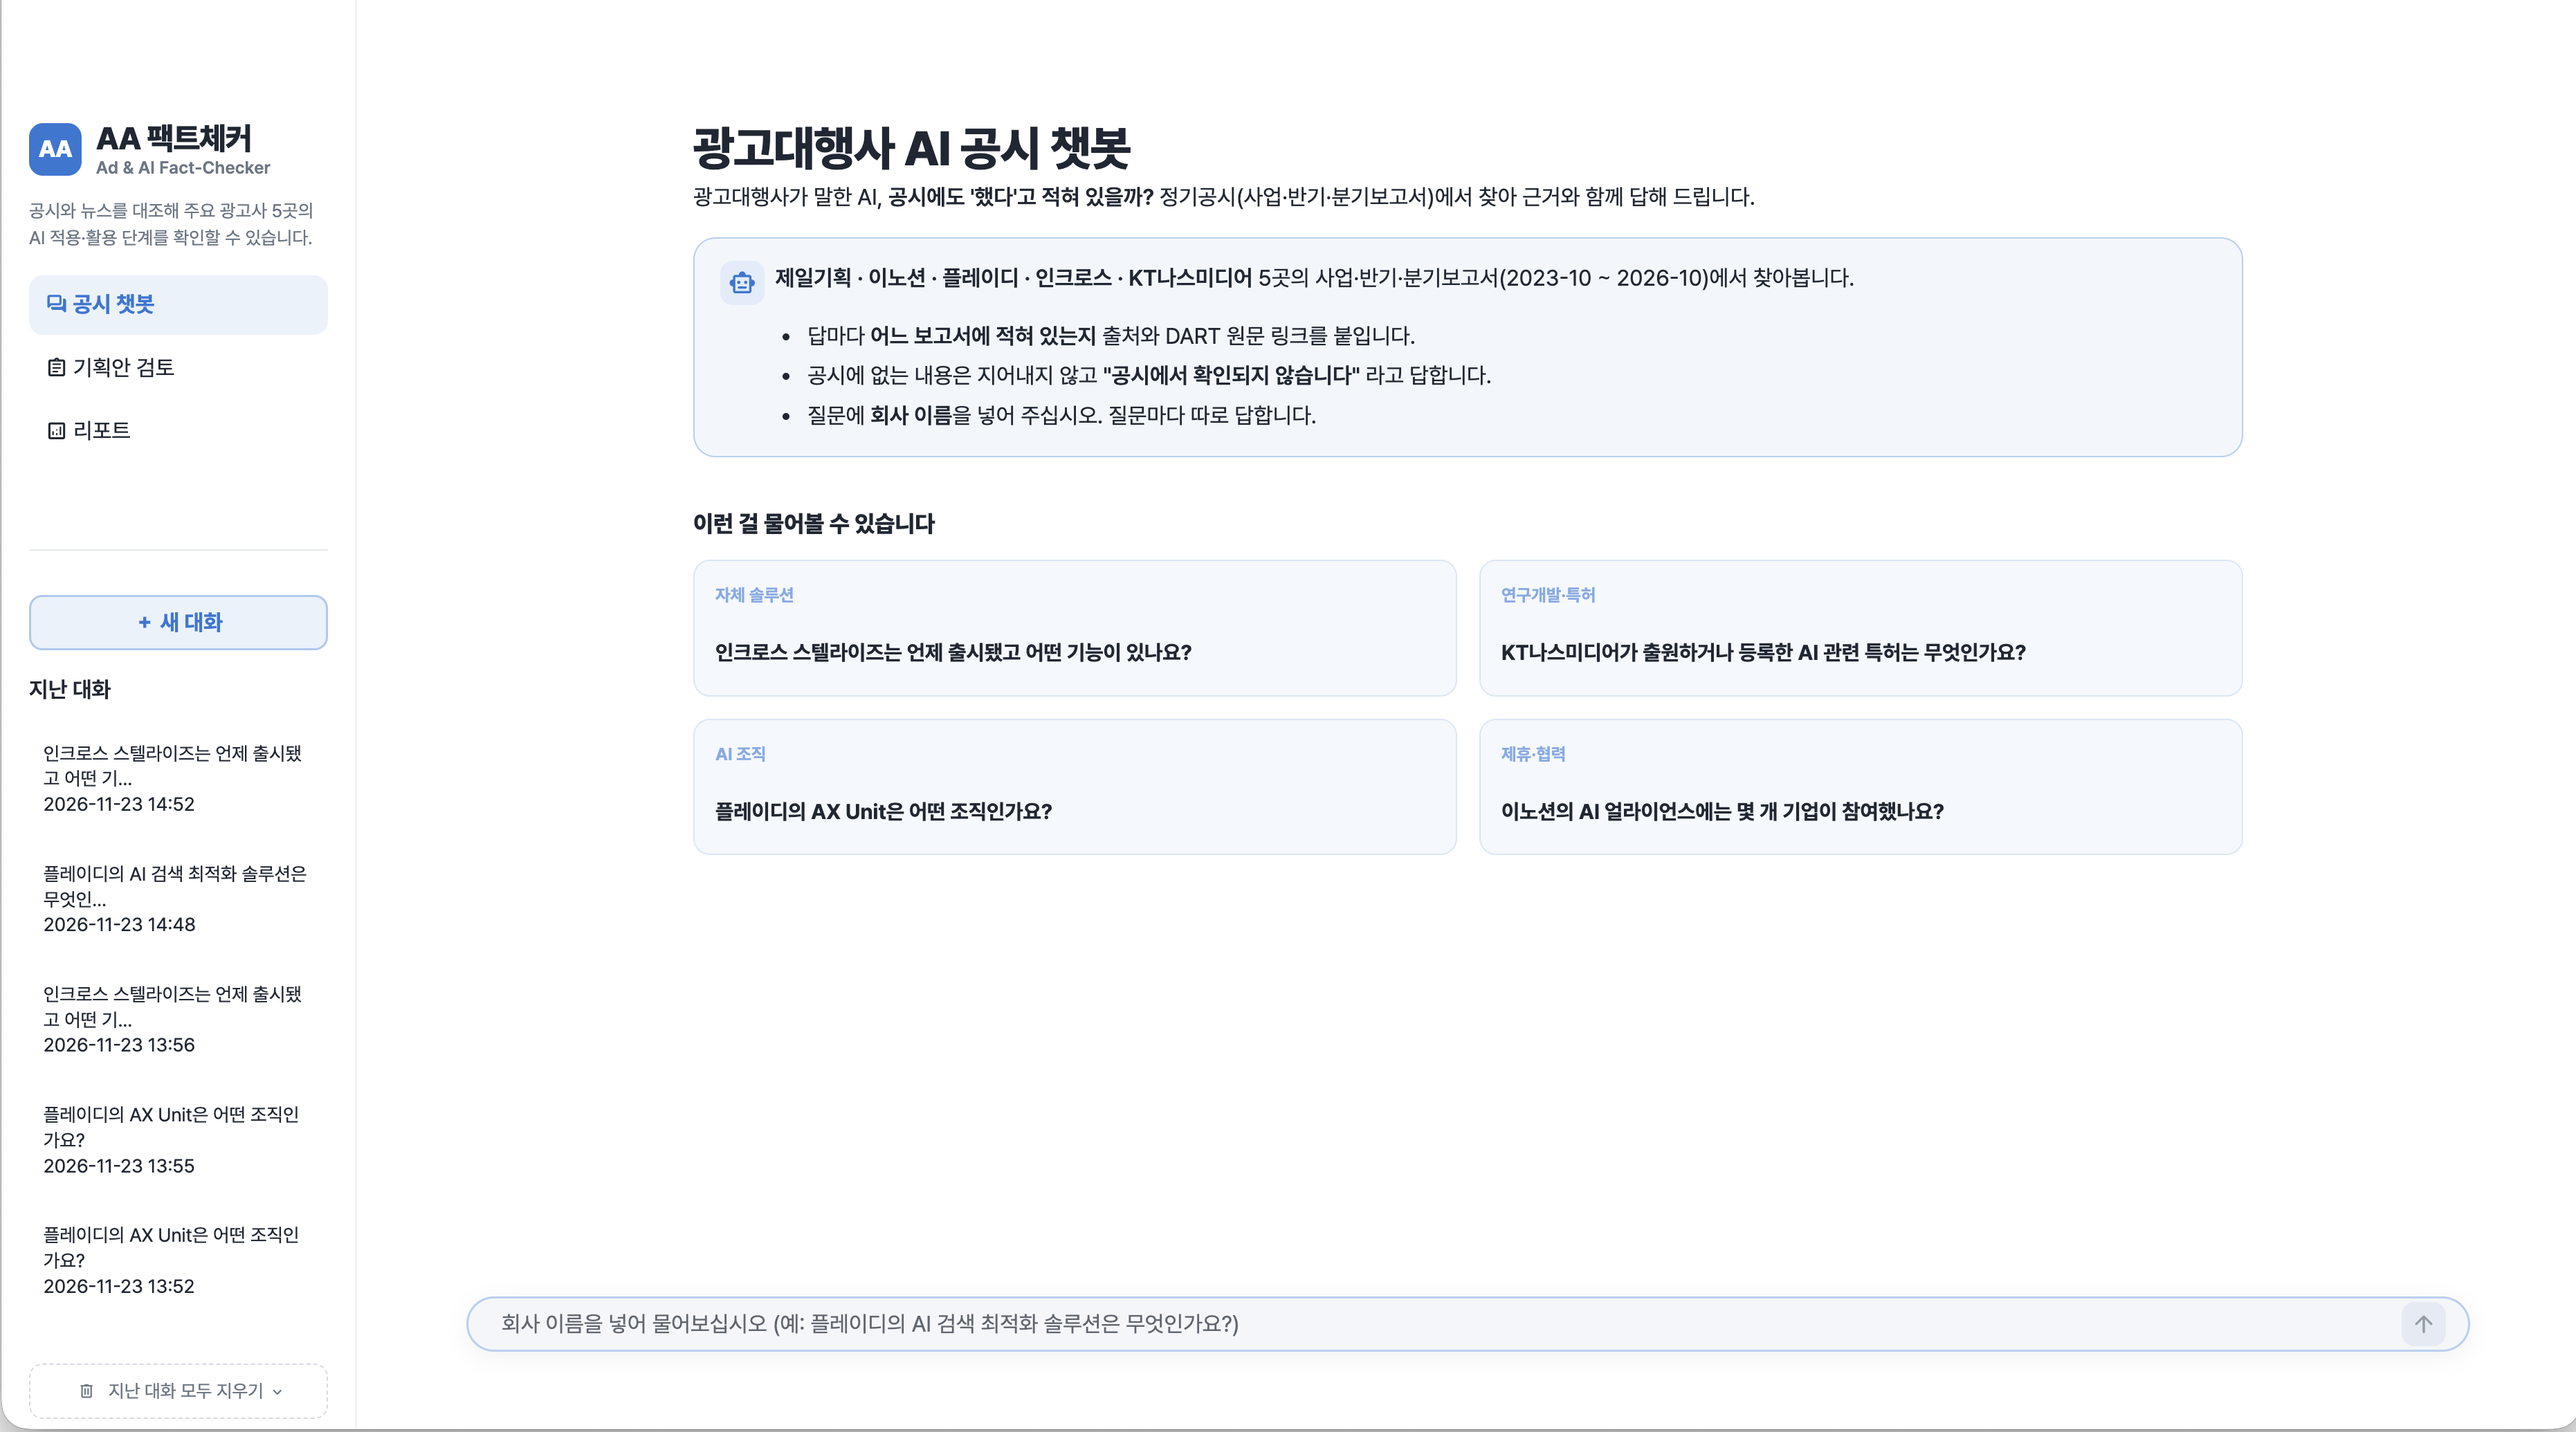 AA
AA 팩트체커
Ad & AI Fact-Checker
공시와 뉴스를 대조해 주요 광고사 5곳의
AI 적용·활용 단계를 확인할 수 있습니다.
공시 챗봇
기획안 검토
리포트
+ 새 대화
지난 대화
인크로스 스텔라이즈는 언제 출시됐
고 어떤 기...
2026-11-23 14:52
플레이디의 AI 검색 최적화 솔루션은
무엇인...
2026-11-23 14:48
인크로스 스텔라이즈는 언제 출시됐
고 어떤 기...
2026-11-23 13:56
플레이디의 AX Unit은 어떤 조직인
가요?
2026-11-23 13:55
플레이디의 AX Unit은 어떤 조직인
가요?
2026-11-23 13:52
지난 대화 모두 지우기
광고대행사 AI 공시 챗봇
광고대행사가 말한 AI, 공시에도 '했다'고 적혀 있을까? 정기공시(사업·반기·분기보고서)에서 찾아 근거와 함께 답해 드립니다.
제일기획 · 이노션 · 플레이디 · 인크로스 · KT나스미디어 5곳의 사업·반기·분기보고서(2023-10 ~ 2026-10)에서 찾아봅니다.
• 답마다 어느 보고서에 적혀 있는지 출처와 DART 원문 링크를 붙입니다.
• 공시에 없는 내용은 지어내지 않고 "공시에서 확인되지 않습니다" 라고 답합니다.
• 질문에 회사 이름을 넣어 주십시오. 질문마다 따로 답합니다.
이런 걸 물어볼 수 있습니다
자체 솔루션
인크로스 스텔라이즈는 언제 출시됐고 어떤 기능이 있나요?
연구개발·특허
KT나스미디어가 출원하거나 등록한 AI 관련 특허는 무엇인가요?
AI 조직
플레이디의 AX Unit은 어떤 조직인가요?
제휴·협력
이노션의 AI 얼라이언스에는 몇 개 기업이 참여했나요?
회사 이름을 넣어 물어보십시오 (예: 플레이디의 AI 검색 최적화 솔루션은 무엇인가요?)